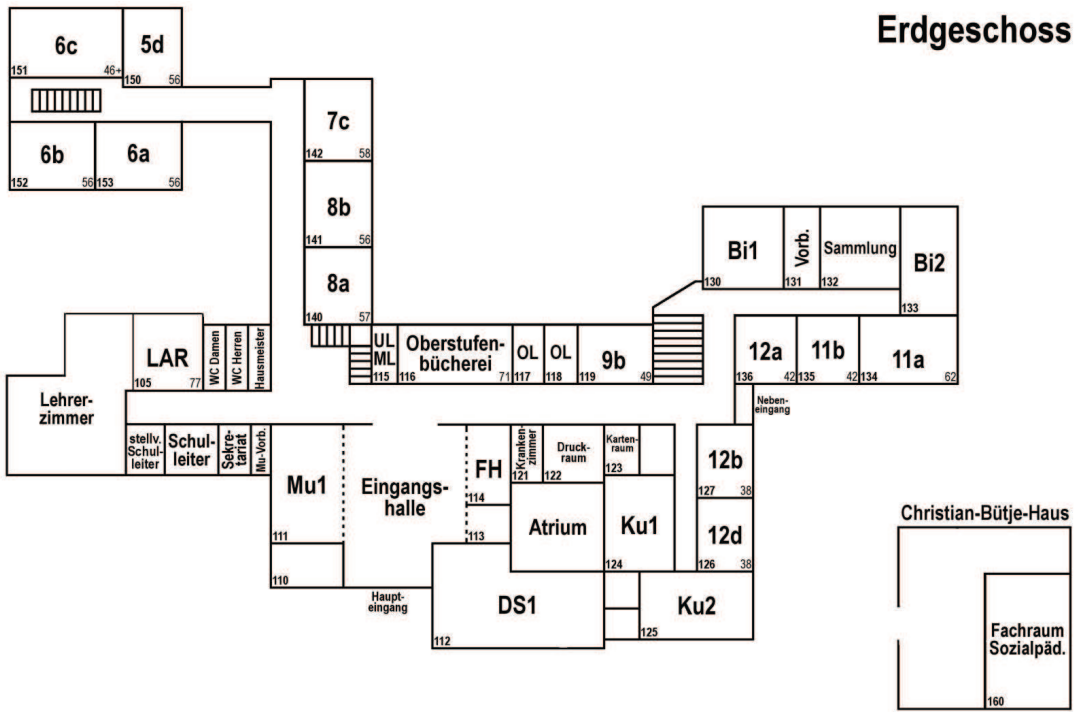 Erdgeschoss
6c
151
46+
5d
150
56
6b
152
56
6a
153
56
7c
142
58
8b
141
56
8a
140
57
Bi1
130
Vorb.
131
Sammlung
132
Bi2
133
LAR
105
77
WC Damen
WC Herren
Hausmeister
UL
ML
115
Oberstufen-
bücherei
116
71
OL
117
OL
118
9b
119
49
12a
136
42
11b
135
42
11a
134
62
Lehrer-
zimmer
Neben-
eingang
stellv.
Schul-
leiter
Schul-
leiter
Sekre-
tariat
Mu-Vorb.
Mu1
111
110
Eingangs-
halle
FH
114
113
Kranken-
zimmer
121
Druck-
raum
122
Karten-
raum
123
12b
127
38
Atrium
Ku1
124
12d
126
38
Haupt-
eingang
DS1
112
Ku2
125
Christian-Bütje-Haus
Fachraum
Sozialpäd.
160